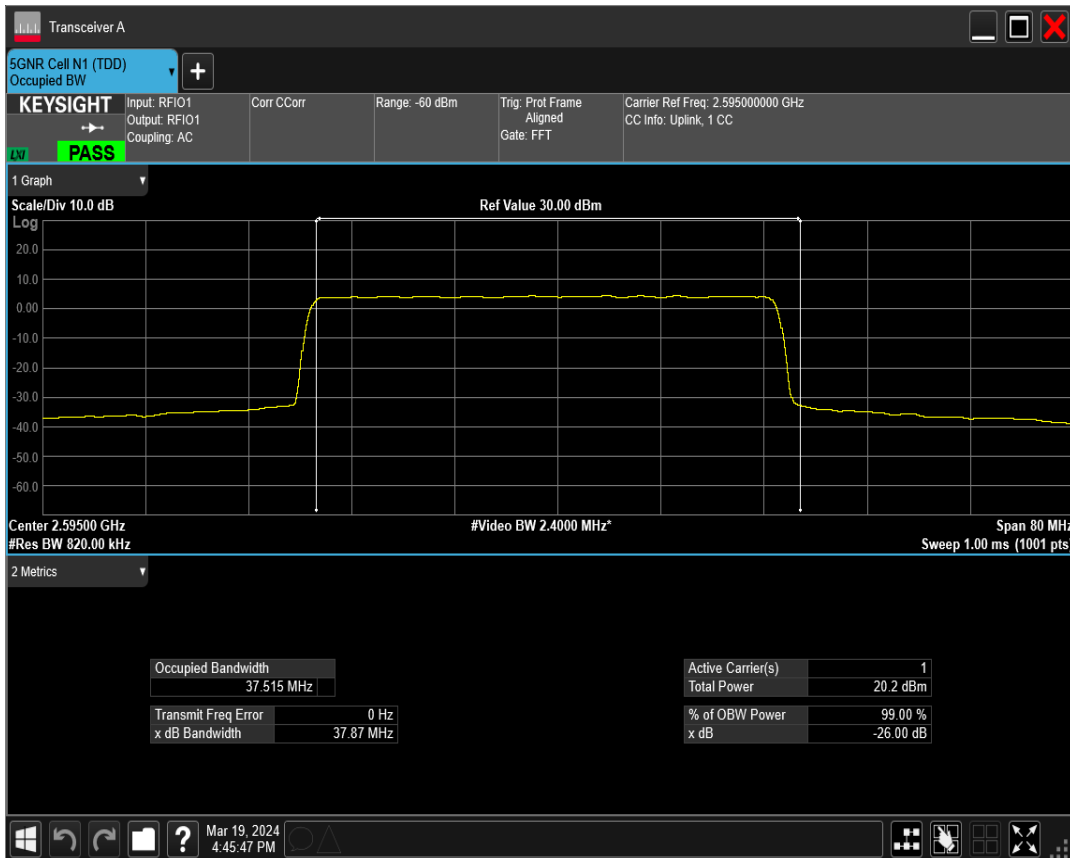 Transceiver A
5GNR Cell N1 (TDD)
Occupied BW
+
KEYSIGHT
LXI
PASS
Input: RFIO1
Output: RFIO1
Coupling: AC
Corr CCorr
Range: -60 dBm
Trig: Prot Frame
Aligned
Gate: FFT
Carrier Ref Freq: 2.595000000 GHz
CC Info: Uplink, 1 CC
1 Graph
Scale/Div 10.0 dB
Ref Value 30.00 dBm
Log
20.0
10.0
0.00
-10.0
-20.0
-30.0
-40.0
-50.0
-60.0
Center 2.59500 GHz
#Video BW 2.4000 MHz*
Span 80 MHz
#Res BW 820.00 kHz
Sweep 1.00 ms (1001 pts)
2 Metrics
Occupied Bandwidth
37.515 MHz
Transmit Freq Error 0 Hz
x dB Bandwidth 37.87 MHz
Active Carrier(s) 1
Total Power 20.2 dBm
% of OBW Power 99.00 %
x dB -26.00 dB
?
Mar 19, 2024
4:45:47 PM